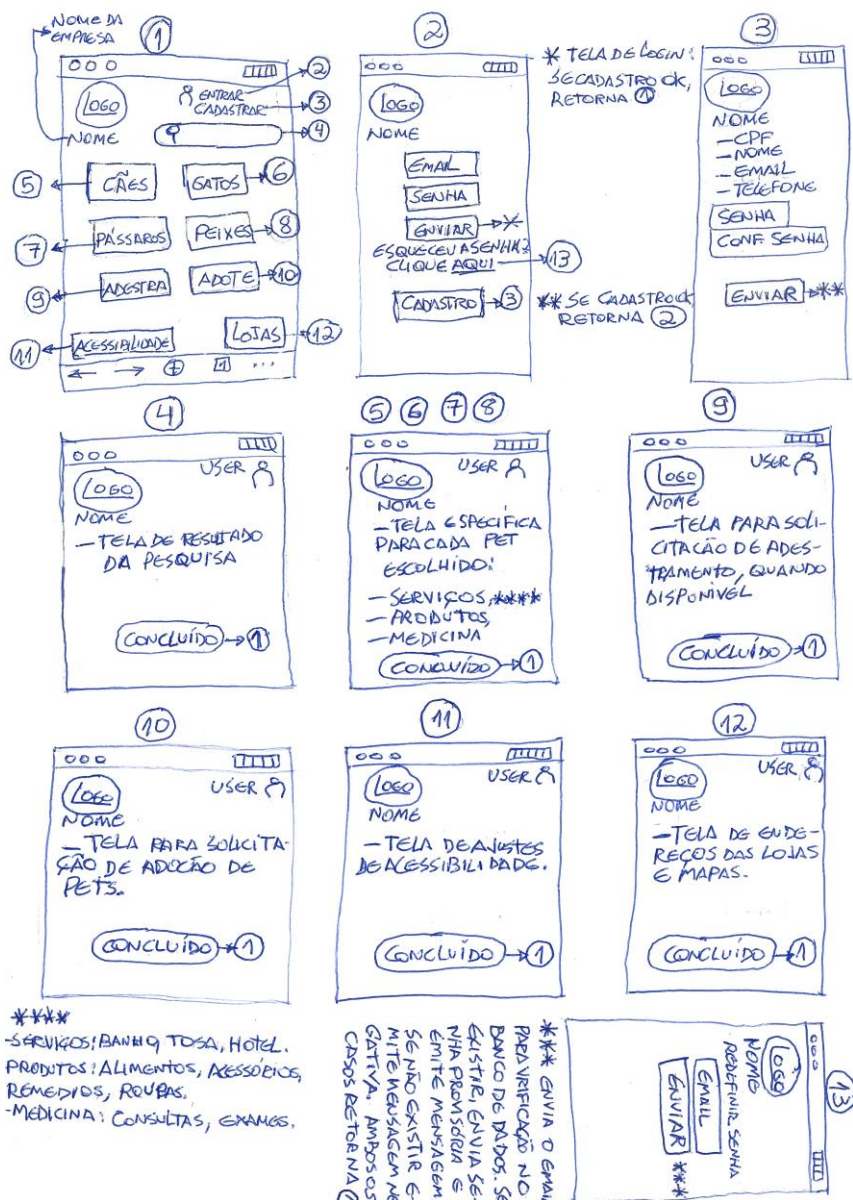 NOME DA
EMPRESA
1
LOGO
NOME
ENTRAR
2
CADASTRAR
3
4
5
CÃES
GATOS
6
7
PÁSSAROS
PEIXES
8
9
ADESTRA
ADOTE
10
11
ACESSIBILIDADE
LOJAS
12
2
LOGO
NOME
EMAIL
SENHA
ENVIAR *
ESQUECEU A SENHA?
CLIQUE AQUI
13
CADASTRO
3
* TELA DE LOGIN:
SE CADASTRO OK,
RETORNA 1
** SE CADASTRO OK
RETORNA 2
3
LOGO
NOME
- CPF
- NOME
- EMAIL
- TELEFONE
SENHA
CONF. SENHA
ENVIAR **
4
USER
LOGO
NOME
- TELA DE RESULTADO
DA PESQUISA
CONCLUÍDO 1
5 6 7 8
USER
LOGO
NOME
- TELA ESPECÍFICA
PARA CADA PET
ESCOLHIDO:
- SERVIÇOS, ****
- PRODUTOS,
- MEDICINA
CONCLUÍDO 1
9
USER
LOGO
NOME
- TELA PARA SOLI-
CITACÃO DE ADES-
TRAMENTO, QUANDO
DISPONIVEL
CONCLUÍDO 1
10
USER
LOGO
NOME
- TELA PARA SOLICITA-
ÇÃO DE ADOCÃO DE
PETS.
CONCLUÍDO 1
11
USER
LOGO
NOME
- TELA DE AJUSTES
DE ACESSIBILIDADE.
CONCLUÍDO 1
12
USER
LOGO
NOME
- TELA DE ENDE-
REÇOS DAS LOJAS
E MAPAS.
CONCLUÍDO 1
****
-SERVIÇOS: BANHO, TOSA, HOTEL.
PRODUTOS: ALIMENTOS, ACESSÓRIOS,
REMEDIOS, ROUPAS.
-MEDICINA: CONSULTAS, EXAMES.
*** ENVIA O EMAIL
PARA VRIFICAÇÃO NO
BANCO DE DADOS. SE
EXISTIR, ENVIA SE-
NHA PROVISÓRIA E
EMITE MENSAGEM
SE NÃO EXISTIR E-
MITE MENSAGEM NE
GATIVA. AMBOS OS
CASOS RETORNA
13
LOGO
NOME
REDEFINIR SENHA
EMAIL
ENVIAR ***